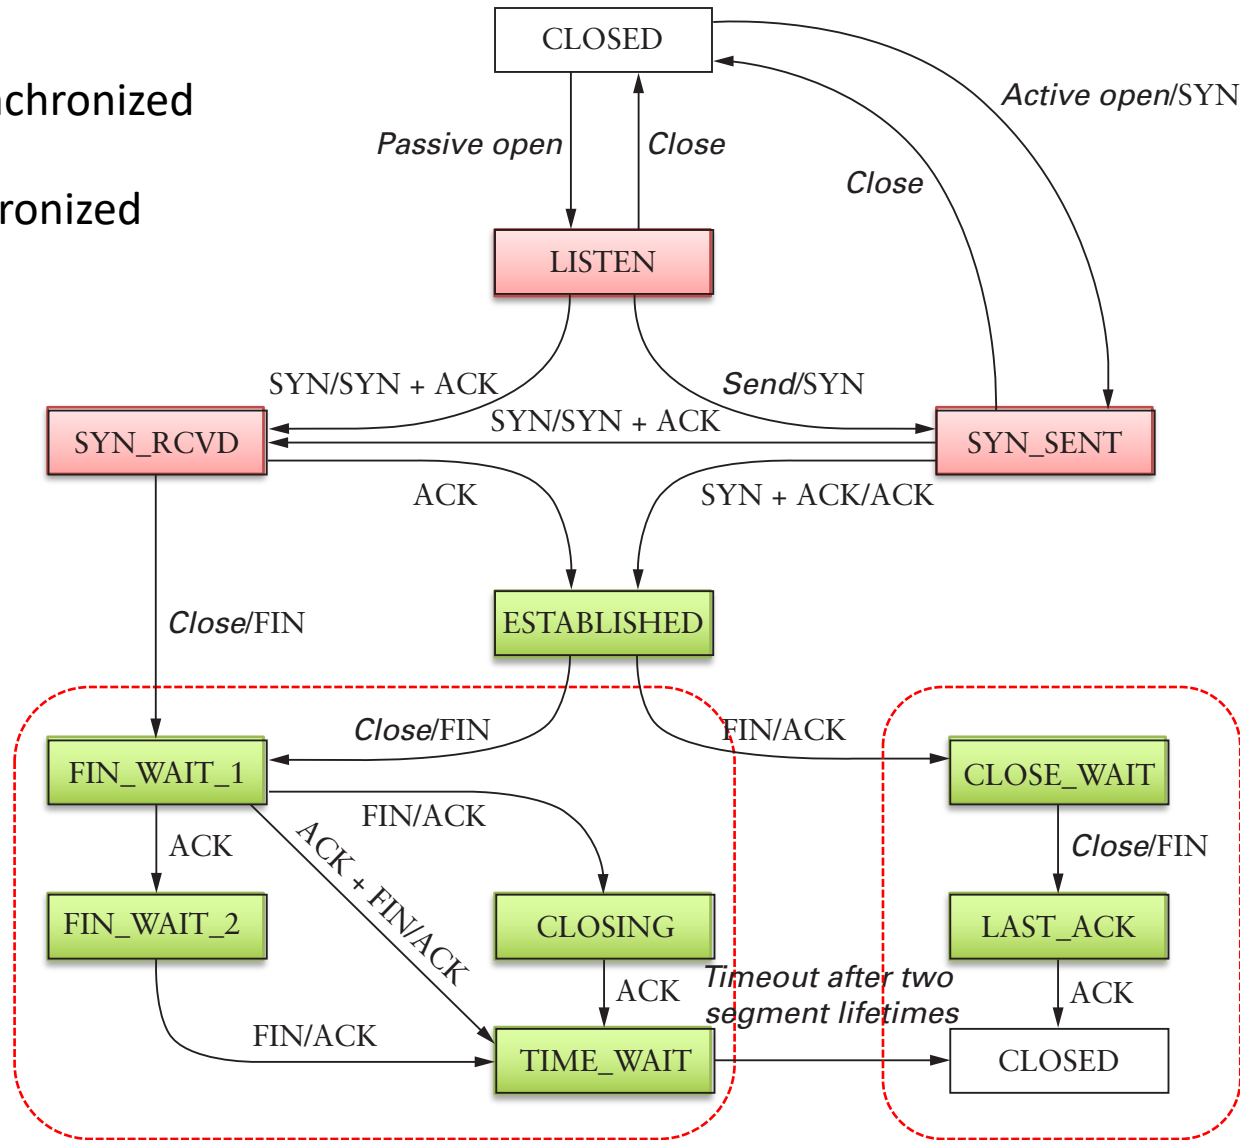 CLOSED
nchronized
Active open/SYN
Passive open
Close
Close
ronized
LISTEN
SYN/SYN + ACK
Send/SYN
SYN/SYN + ACK
SYN_RCVD
SYN_SENT
ACK
SYN + ACK/ACK
Close/FIN
ESTABLISHED
Close/FIN
FIN/ACK
FIN_WAIT_1
CLOSE_WAIT
FIN/ACK
ACK
ACK + FIN/ACK
Close/FIN
FIN_WAIT_2
CLOSING
LAST_ACK
Timeout after two
segment lifetimes
ACK
ACK
FIN/ACK
TIME_WAIT
CLOSED